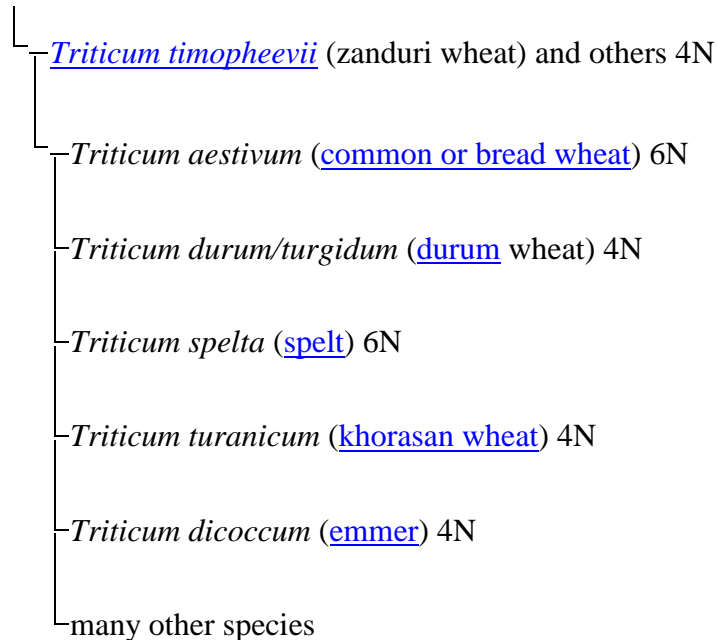 Triticum timopheevii (zanduri wheat) and others 4N
Triticum aestivum (common or bread wheat) 6N
Triticum durum/turgidum (durum wheat) 4N
Triticum spelta (spelt) 6N
Triticum turanicum (khorasan wheat) 4N
Triticum dicoccum (emmer) 4N
many other species